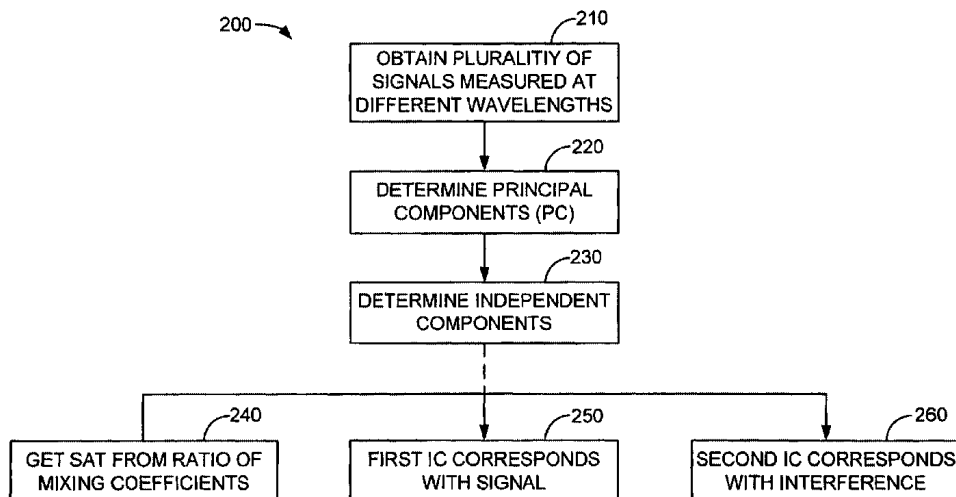 200
210
OBTAIN PLURALITIY OF
SIGNALS MEASURED AT
DIFFERENT WAVELENGTHS
220
DETERMINE PRINCIPAL
COMPONENTS (PC)
230
DETERMINE INDEPENDENT
COMPONENTS
240
GET SAT FROM RATIO OF
MIXING COEFFICIENTS
250
FIRST IC CORRESPONDS
WITH SIGNAL
260
SECOND IC CORRESPONDS
WITH INTERFERENCE